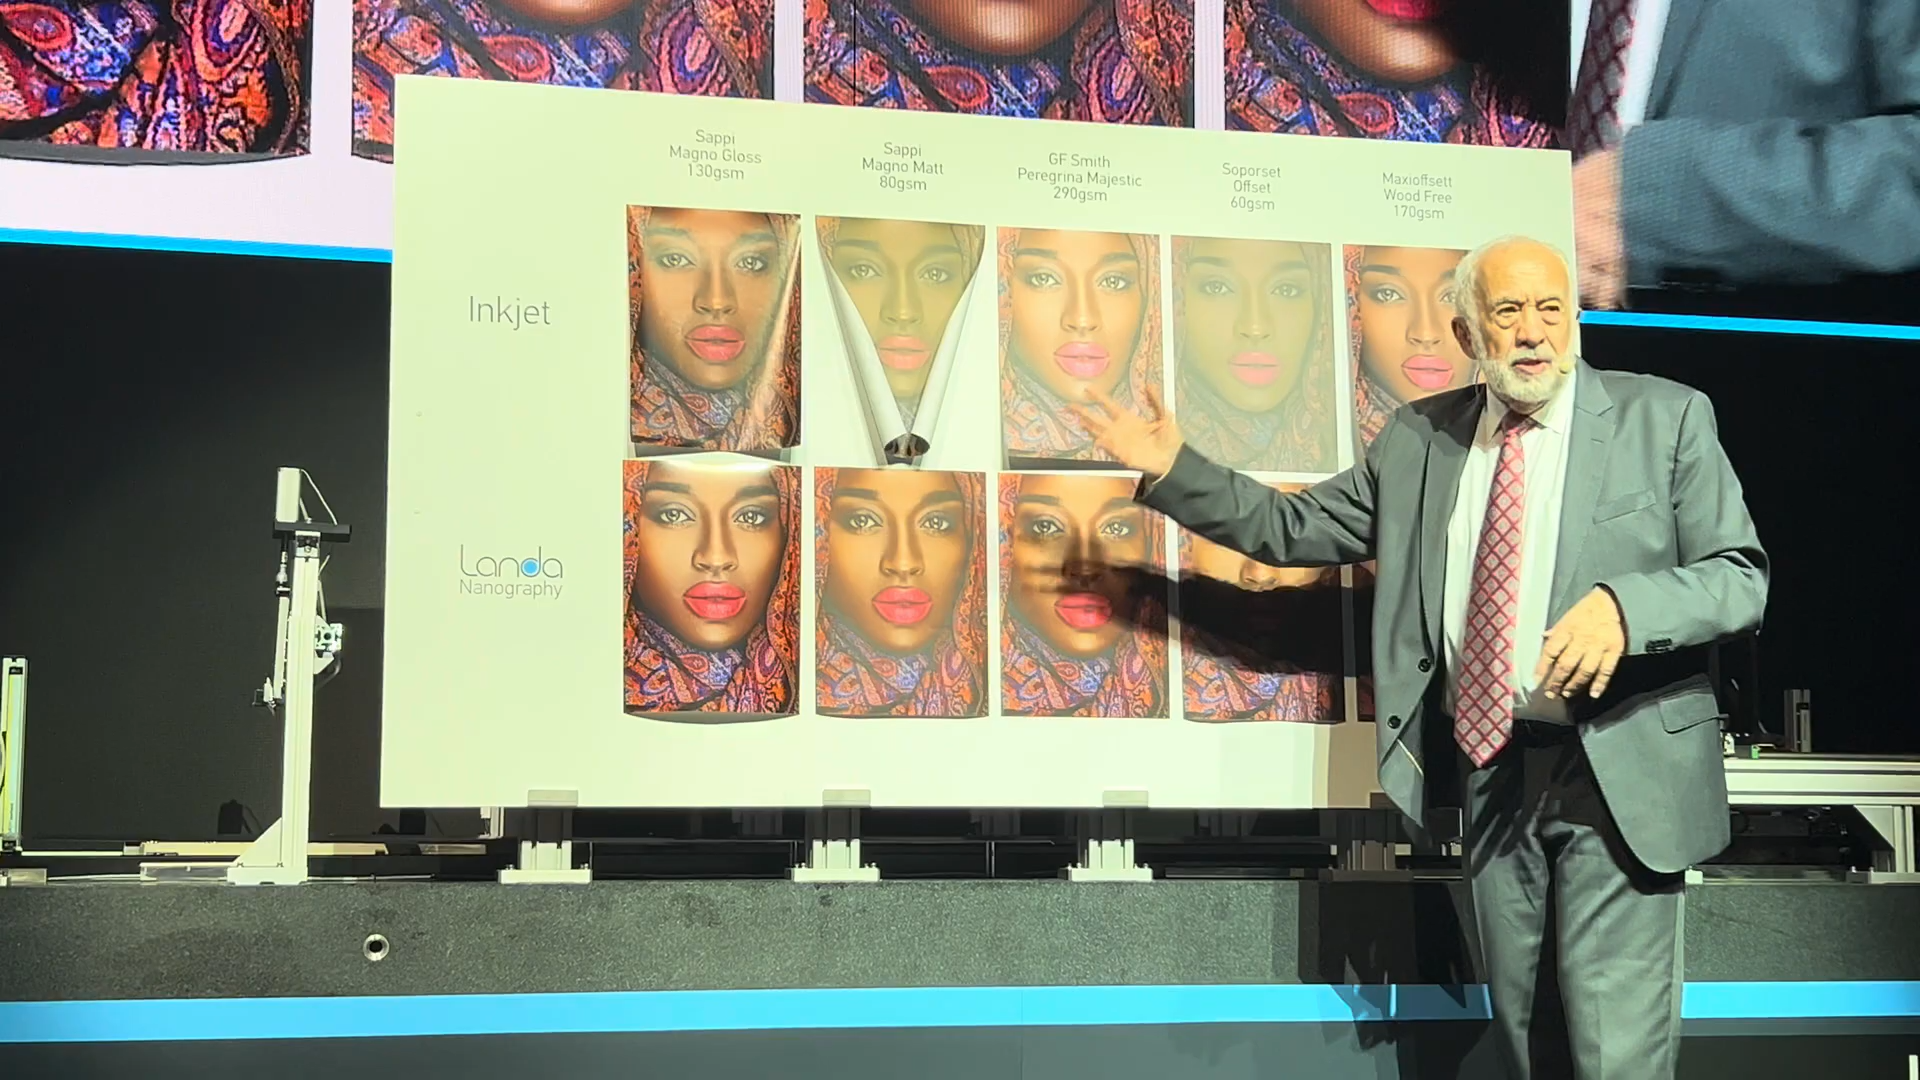 Sappi
Magno Gloss
130gsm
Sappi
Magno Matt
80gsm
GF Smith
Peregrina Majestic
290gsm
Soporset
Offset
60gsm
Maxioffsett
Wood Free
170gsm
Inkjet
Landa
Nanography